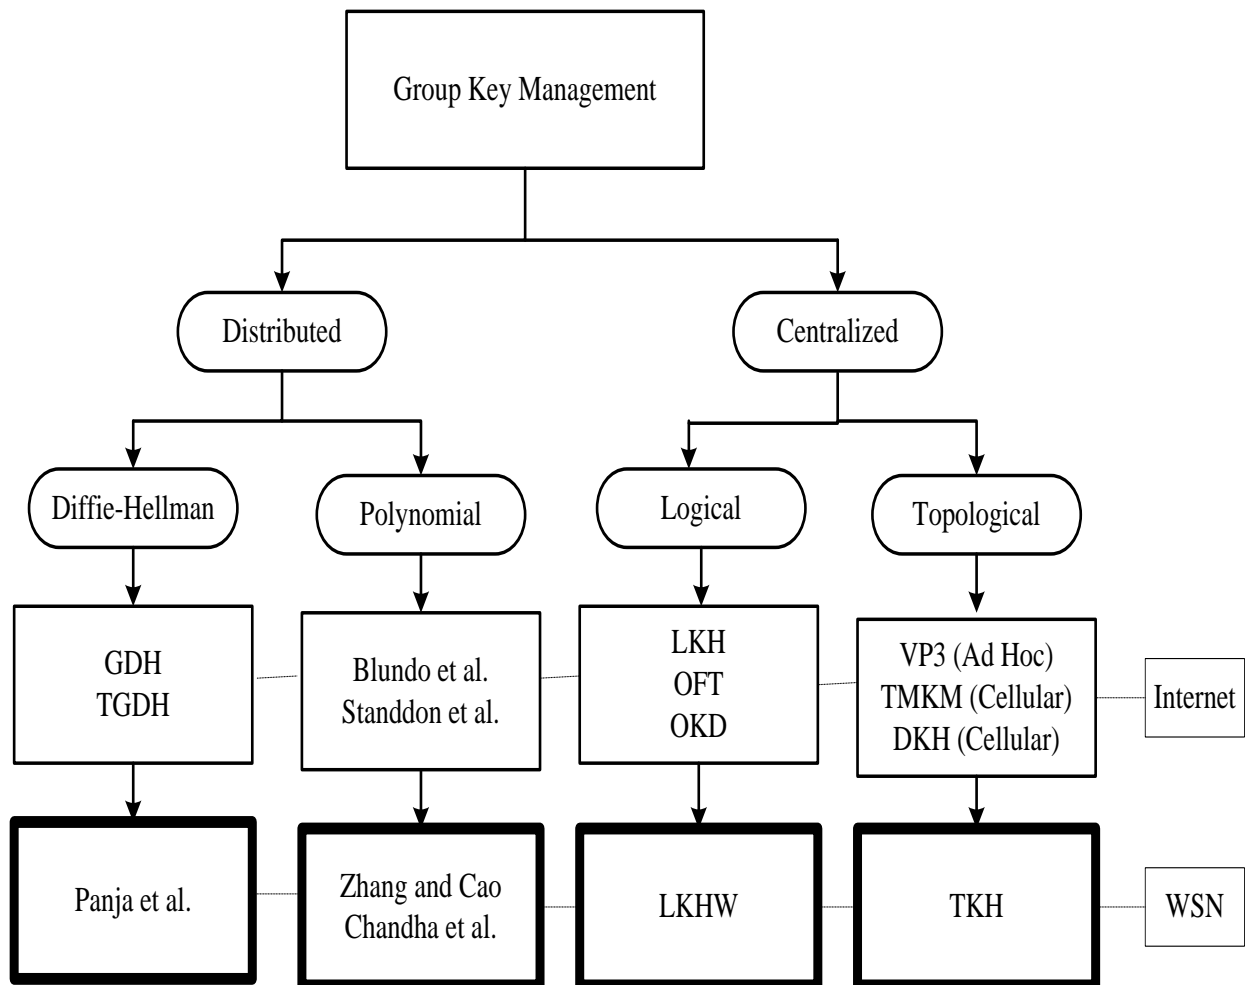 Group Key Management
Distributed
Centralized
Diffie-Hellman
Polynomial
Logical
Topological
GDH
TGDH
Blundo et al.
Standdon et al.
LKH
OFT
OKD
VP3 (Ad Hoc)
TMKM (Cellular)
DKH (Cellular)
Internet
Panja et al.
Zhang and Cao
Chandha et al.
LKHW
TKH
WSN